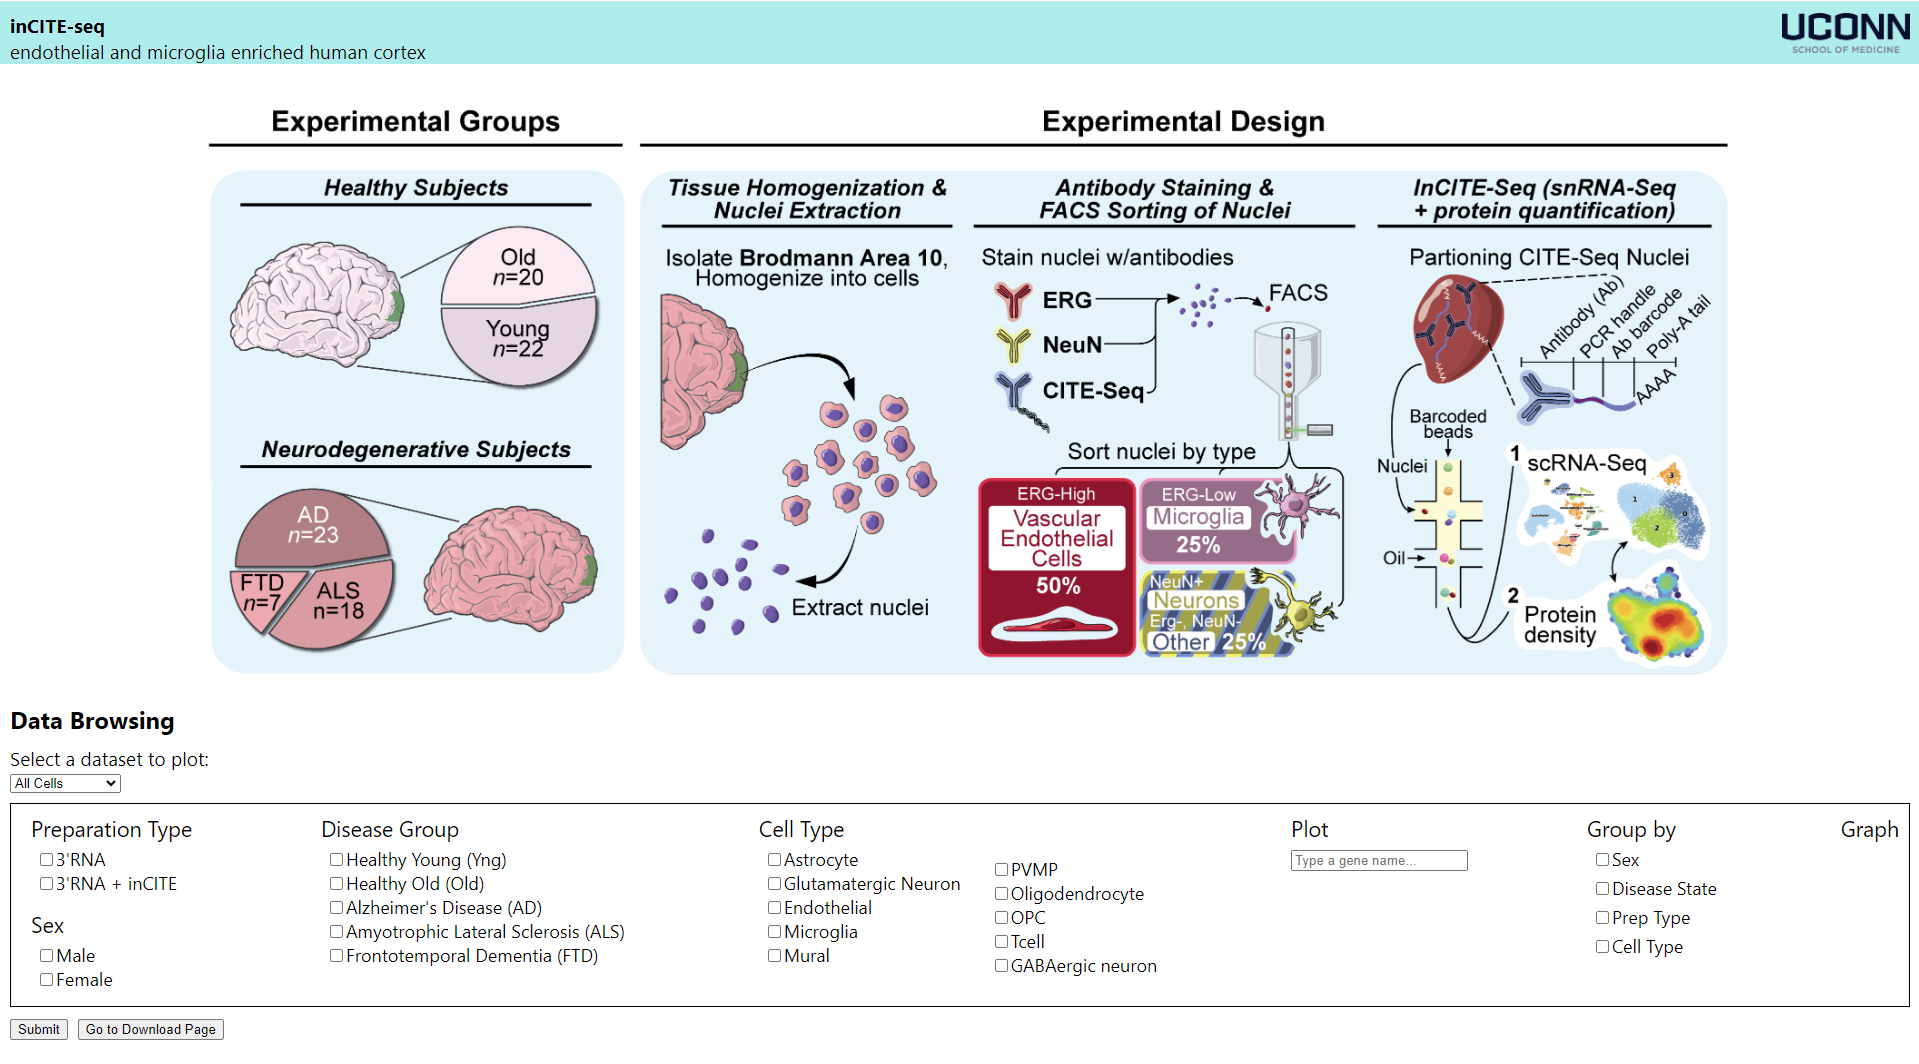 inCITE-seq
endothelial and microglia enriched human cortex
UCONN
SCHOOL OF MEDICINE
Experimental Groups
Healthy Subjects
Old
n=20
Young
n=22
Neurodegenerative Subjects
AD
n=23
FTD
n=7
ALS
n=18
Experimental Design
Tissue Homogenization &
Nuclei Extraction
Isolate Brodmann Area 10,
Homogenize into cells
Extract nuclei
Antibody Staining &
FACS Sorting of Nuclei
Stain nuclei w/antibodies
ERG
NeuN
CITE-Seq
FACS
Sort nuclei by type
ERG-High
Vascular
Endothelial
Cells
50%
ERG-Low
Microglia
25%
NeuN+
Neurons
Erg-, NeuN-
Other 25%
InCITE-Seq (snRNA-Seq
+ protein quantification)
Partioning CITE-Seq Nuclei
AAAA
AAAA
Antibody (Ab)
PCR handle
Ab barcode
Poly-A tail
AAAA
Barcoded
beads
Nuclei
Oil
1
scRNA-Seq
3
1
0
2
2
Protein
density
Data Browsing
Select a dataset to plot:
All Cells
Preparation Type
3'RNA
3'RNA + inCITE
Sex
Male
Female
Disease Group
Healthy Young (Yng)
Healthy Old (Old)
Alzheimer's Disease (AD)
Amyotrophic Lateral Sclerosis (ALS)
Frontotemporal Dementia (FTD)
Cell Type
Astrocyte
Glutamatergic Neuron
Endothelial
Microglia
Mural
PVMP
Oligodendrocyte
OPC
Tcell
GABAergic neuron
Plot
Type a gene name...
Group by
Sex
Disease State
Prep Type
Cell Type
Graph
Submit
Go to Download Page